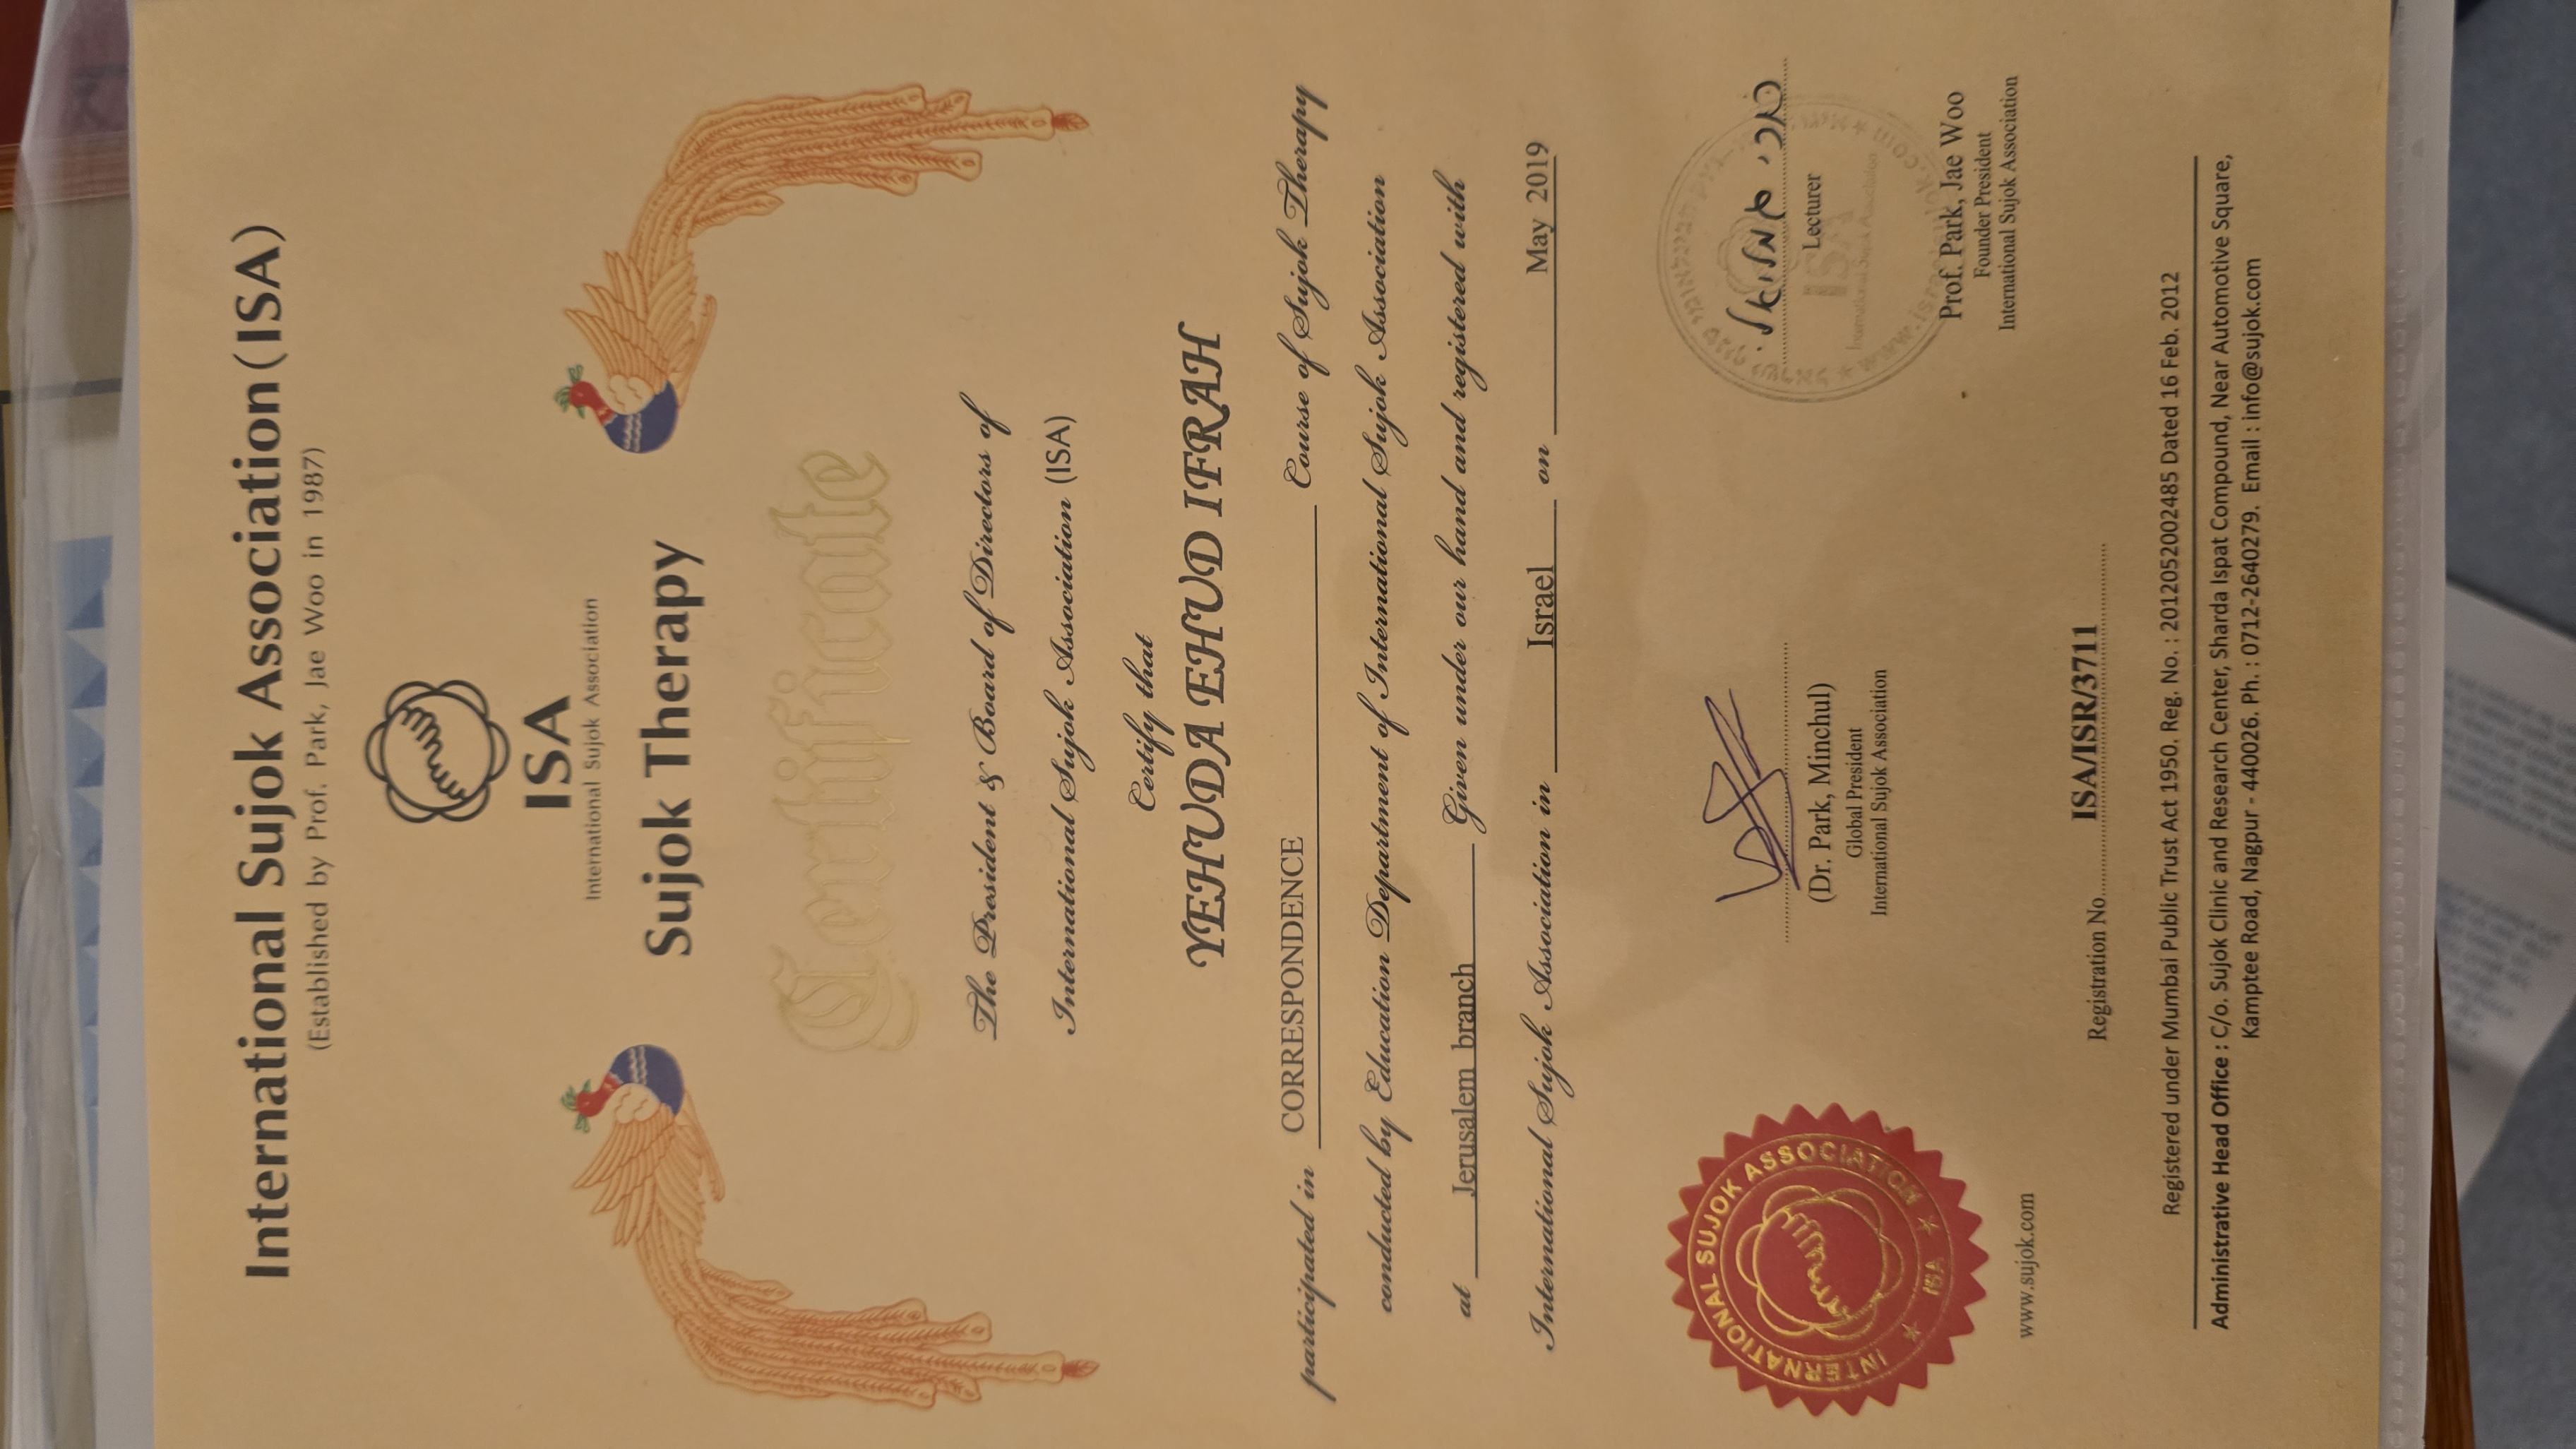 International Sujok Association (ISA)
(Established by Prof. Park, Jae Woo in 1987)
ISA
International Sujok Association
Sujok Therapy
Certificate
The President & Board of Directors of
International Sujok Association (ISA)
Certify that
YEHUDA EHUD IFRAH
participated in CORRESPONDENCE Course of Sujok Therapy
conducted by Education Department of International Sujok Association
at Jerusalem branch Given under our hand and registered with
International Sujok Association in Israel on May 2019
INTERNATIONAL SUJOK ASSOCIATION
★ ISA ★
www.sujok.com
(Dr. Park, Minchul)
Global President
International Sujok Association
שמואל
Lecturer
ISA
International Sujok Association
Prof. Park, Jae Woo
Founder President
International Sujok Association
Registration No. ISA/ISR/3711
Registered under Mumbai Public Trust Act 1950. Reg. No. : 2012052002485 Dated 16 Feb. 2012
Administrative Head Office : C/o. Sujok Clinic and Research Center, Sharda Ispat Compound, Near Automotive Square,
Kamptee Road, Nagpur - 440026. Ph. : 0712-2640279. Email : info@sujok.com